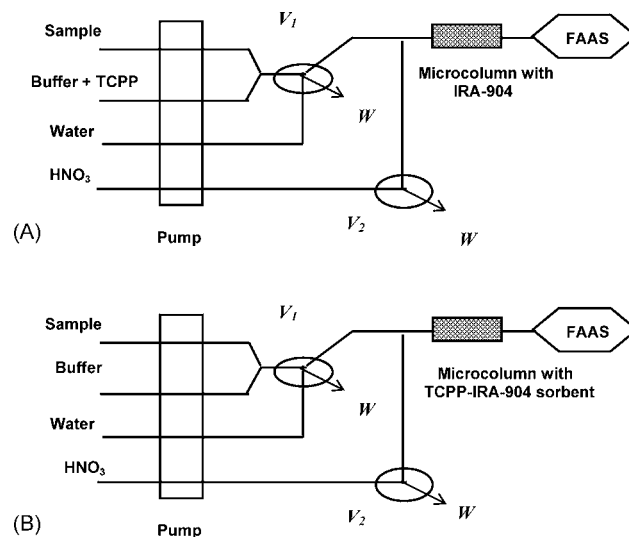 Sample
V1
FAAS
Buffer + TCPP
Microcolumn with
IRA-904
W
Water
HNO3
V2
W
(A)
Pump
Sample
V1
FAAS
Buffer
Microcolumn with
TCPP-IRA-904 sorbent
W
Water
HNO3
V2
W
(B)
Pump